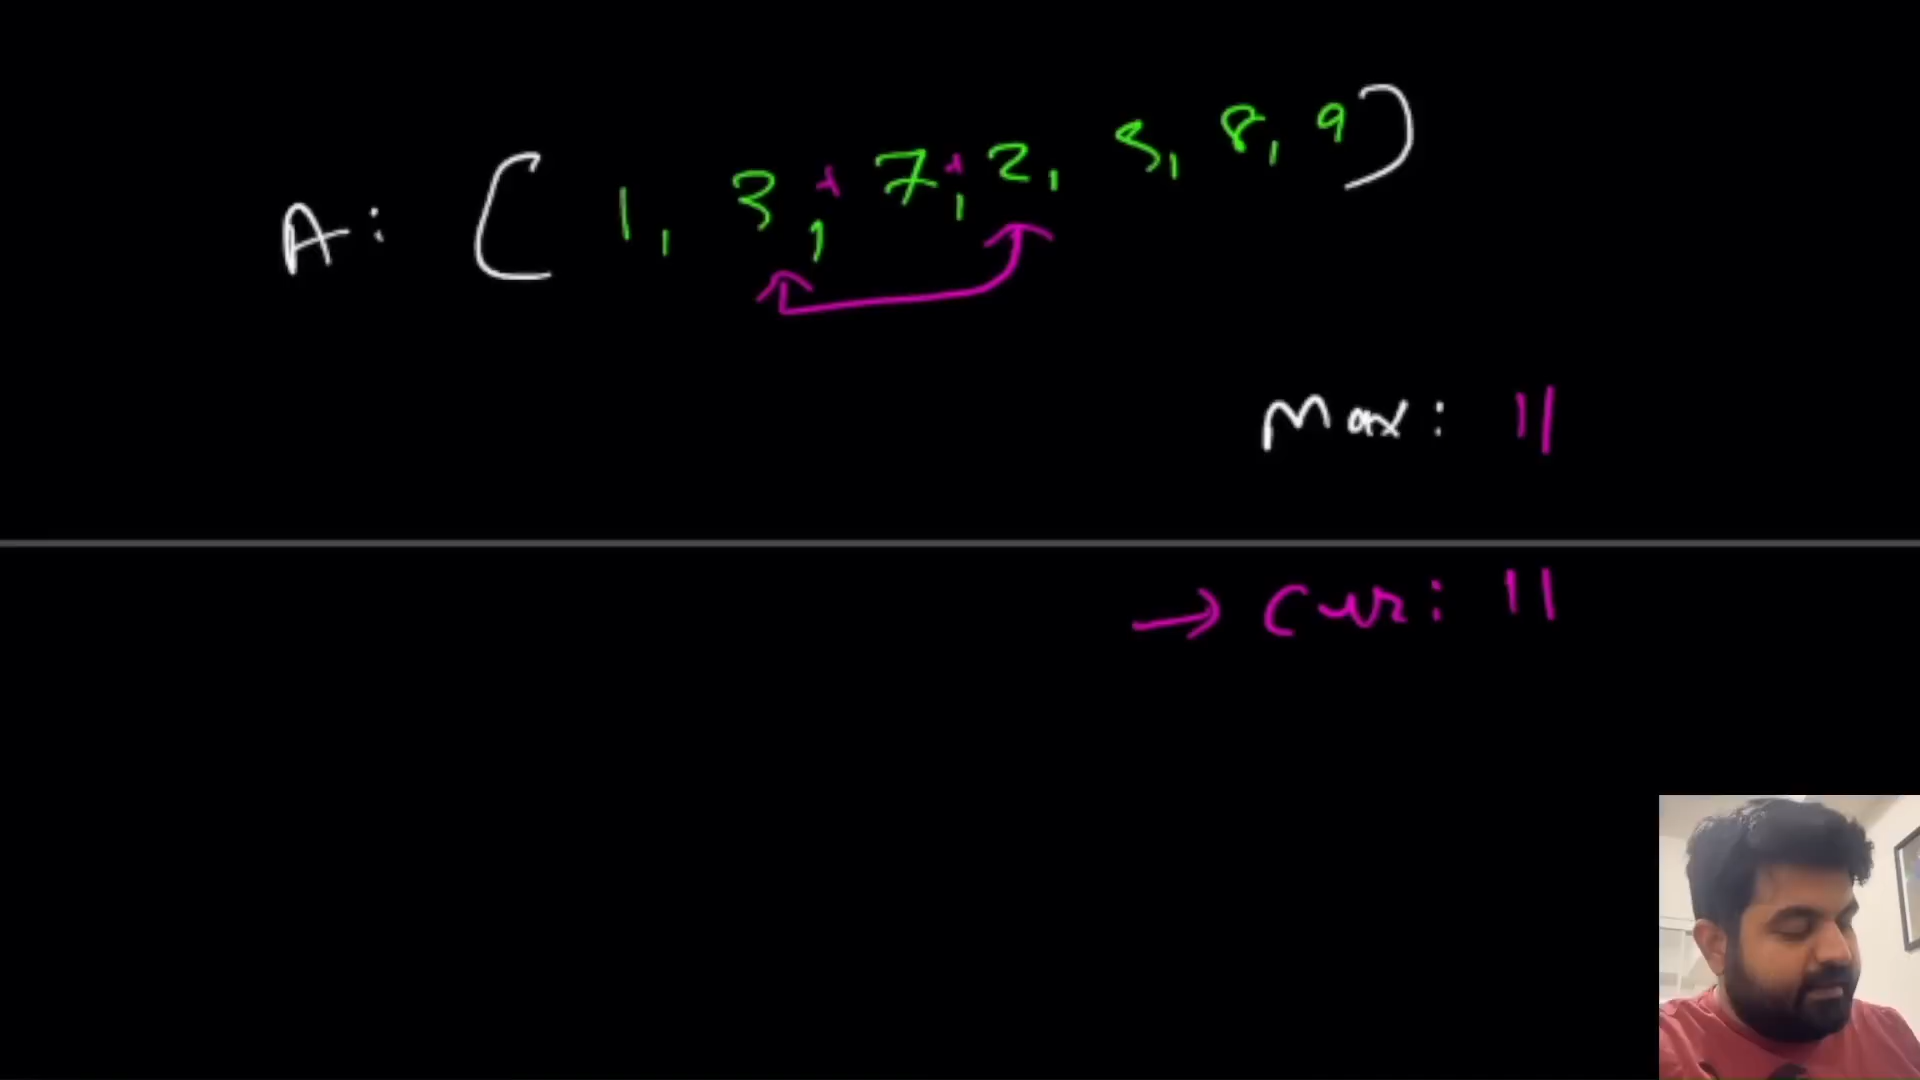 A: [ 1, 3, + 7, + 2, 5, 8, 9 ]
Max: 11
→ Cur: 11